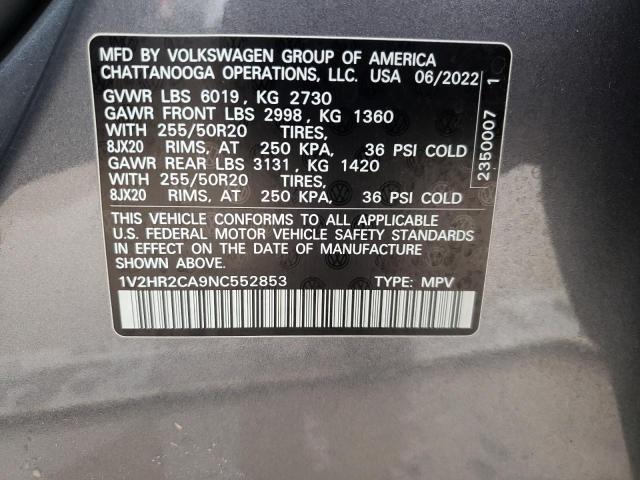 MFD BY VOLKSWAGEN GROUP OF AMERICA
CHATTANOOGA OPERATIONS, LLC. USA 06/2022
GVWR LBS 6019, KG 2730
GAWR FRONT LBS 2998, KG 1360
WITH 255/50R20 TIRES,
8JX20 RIMS, AT 250 KPA, 36 PSI COLD
GAWR REAR LBS 3131, KG 1420
WITH 255/50R20 TIRES,
8JX20 RIMS, AT 250 KPA, 36 PSI COLD
THIS VEHICLE CONFORMS TO ALL APPLICABLE
U.S. FEDERAL MOTOR VEHICLE SAFETY STANDARDS
IN EFFECT ON THE DATE OF MANUFACTURE
SHOWN ABOVE.
1V2HR2CA9NC552853 TYPE: MPV
2350007 1